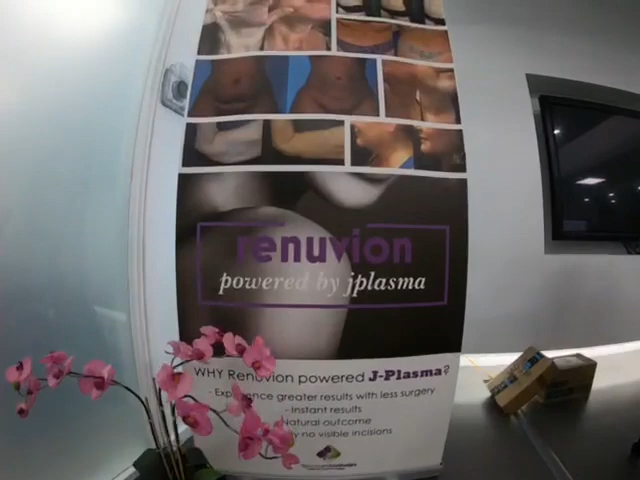 renuvion
powered by jplasma
WHY Renuvion powered J-Plasma?
- Experience greater results with less surgery
- Instant results
Natural outcome
no visible incisions